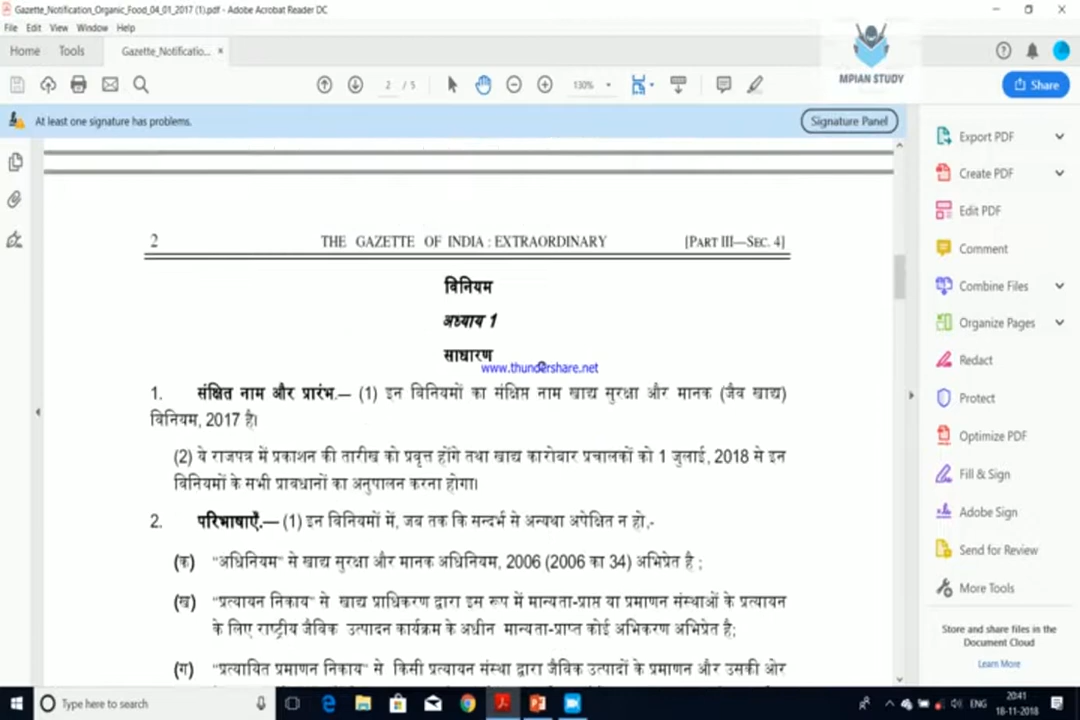 Gazette_Notification_Organic_Food_04_01_2017 (1).pdf - Adobe Acrobat Reader DC
File Edit View Window Help
Home Tools Gazette_Notificatio... ×
MPIAN STUDY
2 / 5 130% Share
At least one signature has problems. Signature Panel
Export PDF
Create PDF
Edit PDF
Comment
Combine Files
Organize Pages
Redact
Protect
Optimize PDF
Fill & Sign
Adobe Sign
Send for Review
More Tools
Store and share files in the
Document Cloud
Learn More
2 THE GAZETTE OF INDIA : EXTRAORDINARY [PART III—SEC. 4]
विनियम
अध्याय 1
साधारण
www.thundershare.net
1. संक्षित नाम और प्रारंभ.— (1) इन विनियमों का संक्षिप्त नाम खाद्य सुरक्षा और मानक (जैव खाद्य)
विनियम, 2017 है।
(2) ये राजपत्र में प्रकाशन की तारीख को प्रवृत्त होंगे तथा खाद्य कारोबार प्रचालकों को 1 जुलाई, 2018 से इन
विनियमों के सभी प्रावधानों का अनुपालन करना होगा।
2. परिभाषाएँ.— (1) इन विनियमों में, जब तक कि सन्दर्भ से अन्यथा अपेक्षित न हो,-
(क) "अधिनियम" से खाद्य सुरक्षा और मानक अधिनियम, 2006 (2006 का 34) अभिप्रेत है ;
(ख) "प्रत्यायन निकाय" से खाद्य प्राधिकरण द्वारा इस रूप में मान्यता-प्राप्त या प्रमाणन संस्थाओं के प्रत्यायन
के लिए राष्ट्रीय जैविक उत्पादन कार्यक्रम के अधीन मान्यता-प्राप्त कोई अभिकरण अभिप्रेत है;
(ग) "प्रत्यायित प्रमाणन निकाय" से किसी प्रत्यायन संस्था द्वारा जैविक उत्पादों के प्रमाणन और उसकी ओर
Type here to search ENG 20:41
18-11-2018